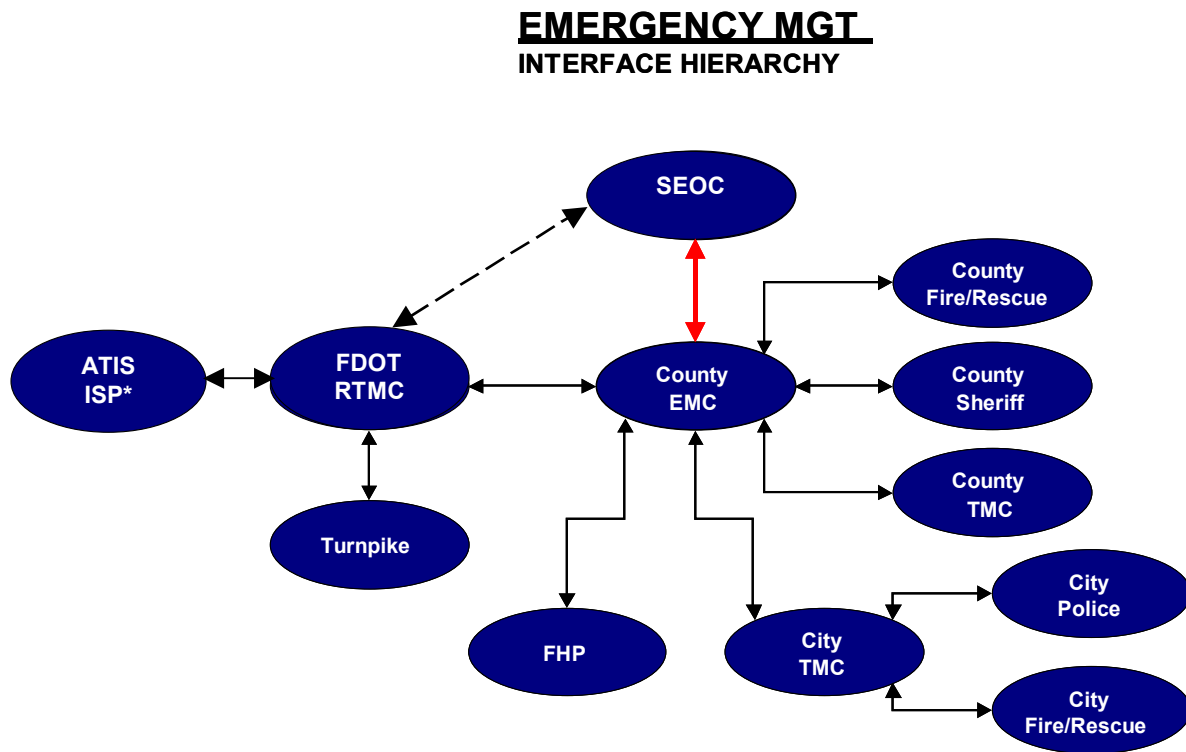 EMERGENCY MGT
INTERFACE HIERARCHY
SEOC
County
Fire/Rescue
ATIS
ISP*
FDOT
RTMC
County
EMC
County
Sheriff
County
TMC
Turnpike
City
Police
FHP
City
TMC
City
Fire/Rescue